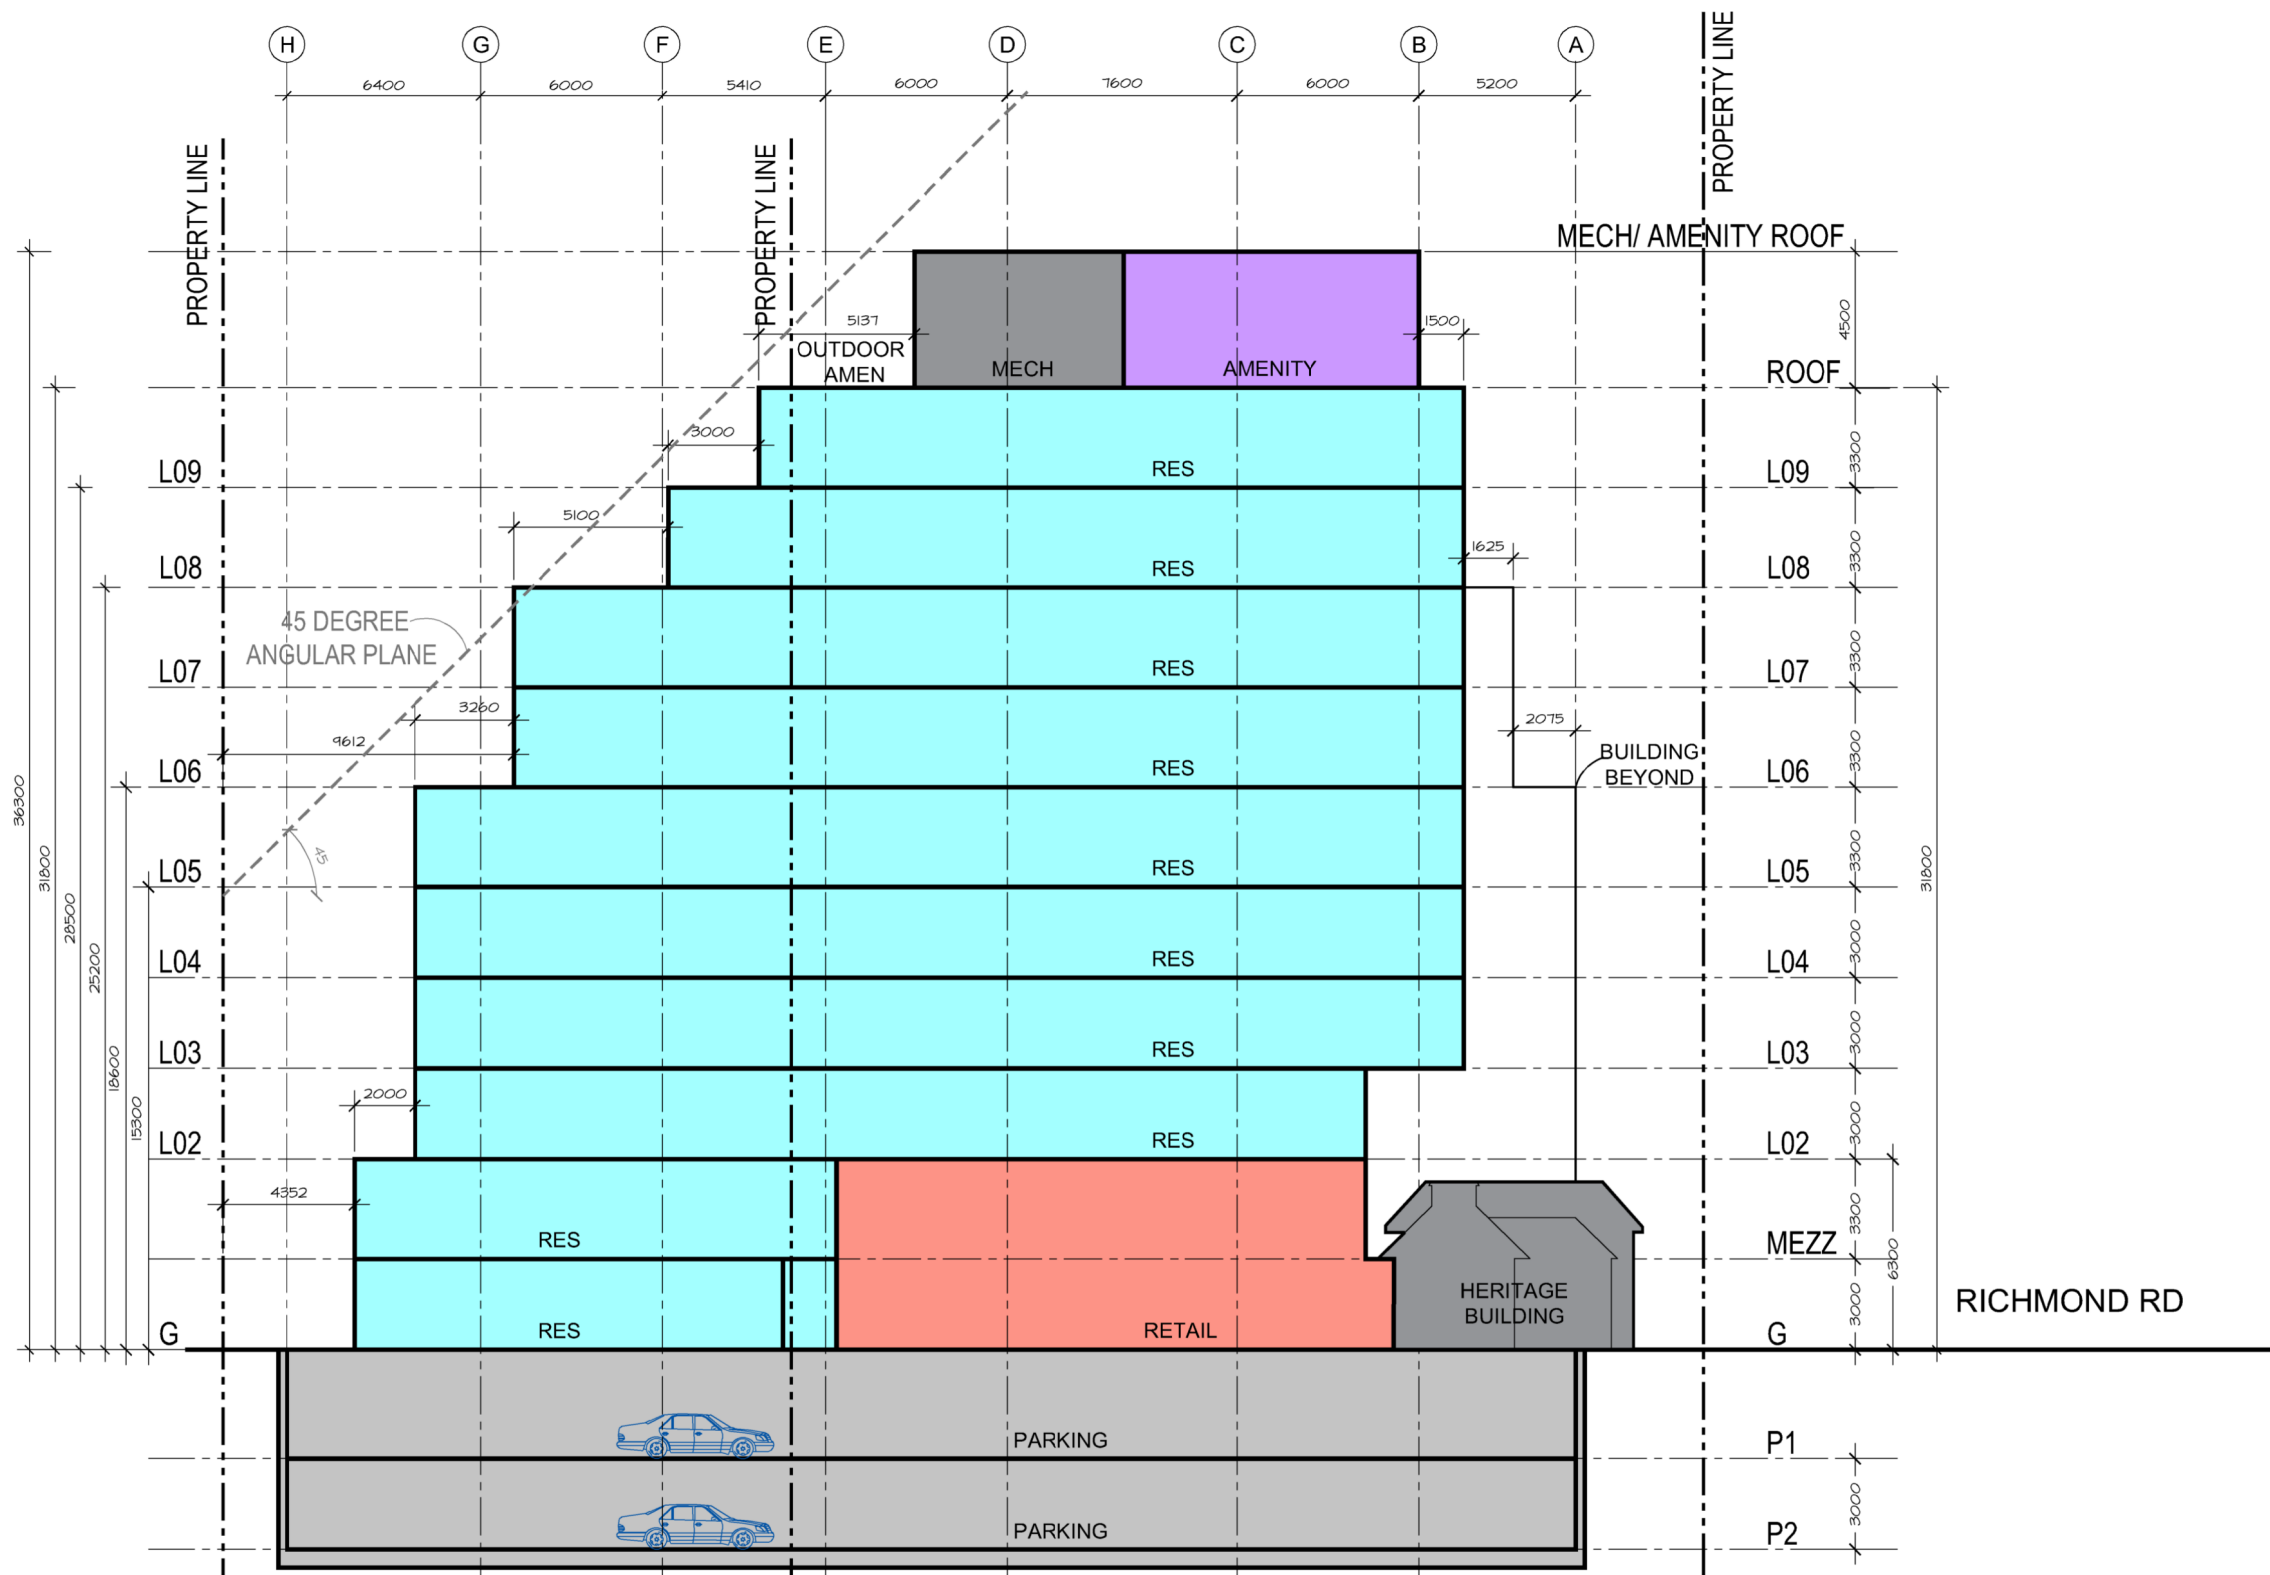 H G F E D C B A
PROPERTY LINE
6400 6000 5410 6000 7600 6000 5200
PROPERTY LINE
PROPERTY LINE
MECH/ AMENITY ROOF
5137
1500
4500
OUTDOOR
AMEN
MECH
AMENITY
ROOF
3000
3300
L09
RES
L09
5100
1625
3300
L08
RES
L08
45 DEGREE
ANGULAR PLANE
3300
L07
RES
L07
3260
2075
9612
BUILDING
BEYOND
3300
L06
RES
L06
36300
31800
28500
25200
18600
15300
45
3300
31800
L05
RES
L05
3000
L04
RES
L04
3000
L03
RES
L03
2000
3000
L02
RES
L02
4352
3300
RES
MEZZ
6300
HERITAGE
BUILDING
3000
RICHMOND RD
G
RES
RETAIL
G
PARKING
P1
3000
PARKING
P2